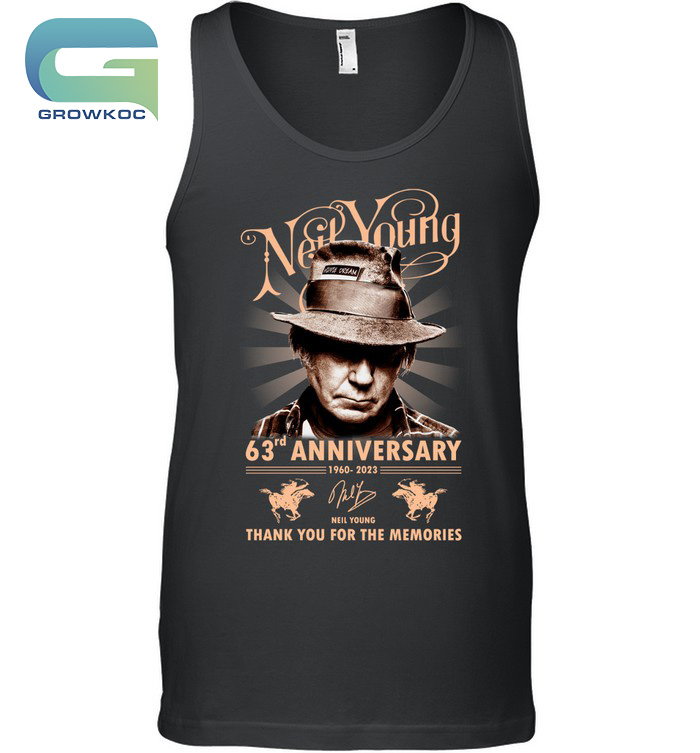 GROWKOC
Neil Young
63rd ANNIVERSARY
1960- 2023
NEIL YOUNG
THANK YOU FOR THE MEMORIES